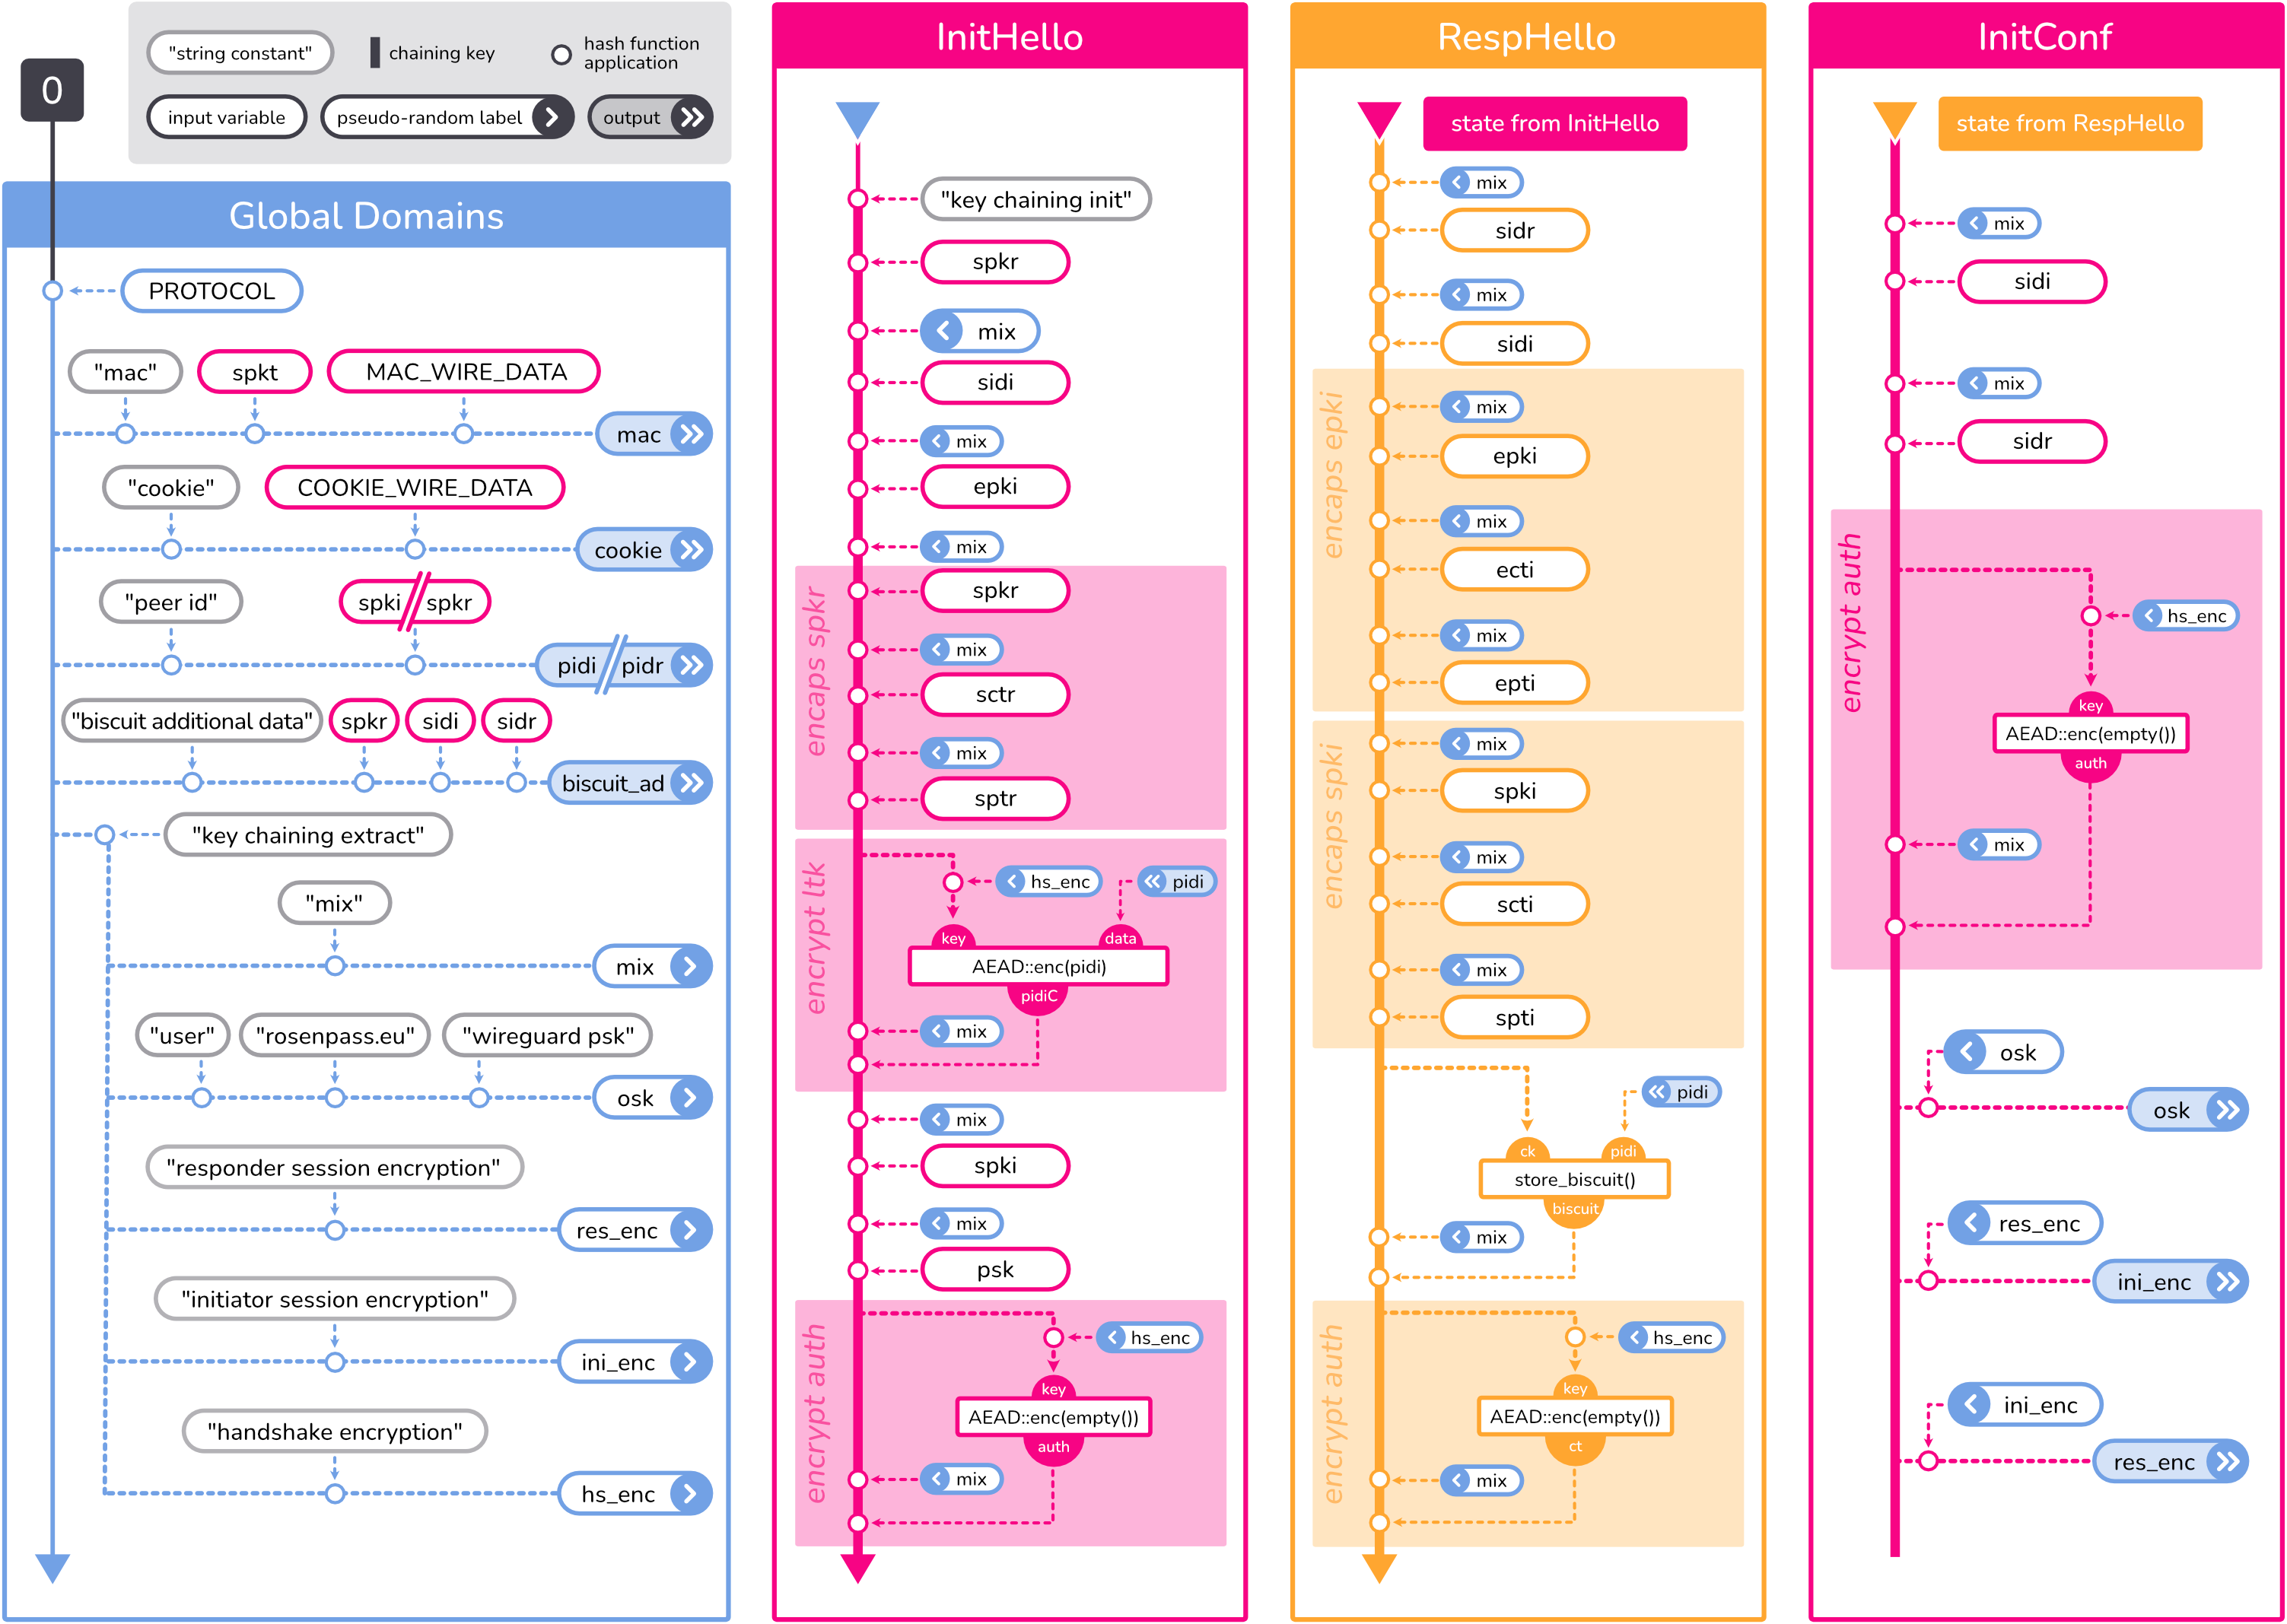 0
"string constant"
chaining key
hash function
application
input variable
pseudo-random label
output
Global Domains
PROTOCOL
"mac"
spkt
MAC_WIRE_DATA
mac
"cookie"
COOKIE_WIRE_DATA
cookie
"peer id"
spki
spkr
pidi
pidr
"biscuit additional data"
spkr
sidi
sidr
biscuit_ad
"key chaining extract"
"mix"
mix
"user"
"rosenpass.eu"
"wireguard psk"
osk
"responder session encryption"
res_enc
"initiator session encryption"
ini_enc
"handshake encryption"
hs_enc
InitHello
"key chaining init"
spkr
mix
sidi
mix
epki
mix
encaps spkr
spkr
mix
sctr
mix
sptr
encrypt ltk
hs_enc
pidi
key
data
AEAD::enc(pidi)
pidiC
mix
mix
spki
mix
psk
encrypt auth
hs_enc
key
AEAD::enc(empty())
auth
mix
RespHello
state from InitHello
mix
sidr
mix
sidi
encaps epki
mix
epki
mix
ecti
mix
epti
encaps spki
mix
spki
mix
scti
mix
spti
pidi
ck
pidi
store_biscuit()
biscuit
mix
encrypt auth
hs_enc
key
AEAD::enc(empty())
ct
mix
InitConf
state from RespHello
mix
sidi
mix
sidr
encrypt auth
hs_enc
key
AEAD::enc(empty())
auth
mix
osk
osk
res_enc
ini_enc
ini_enc
res_enc